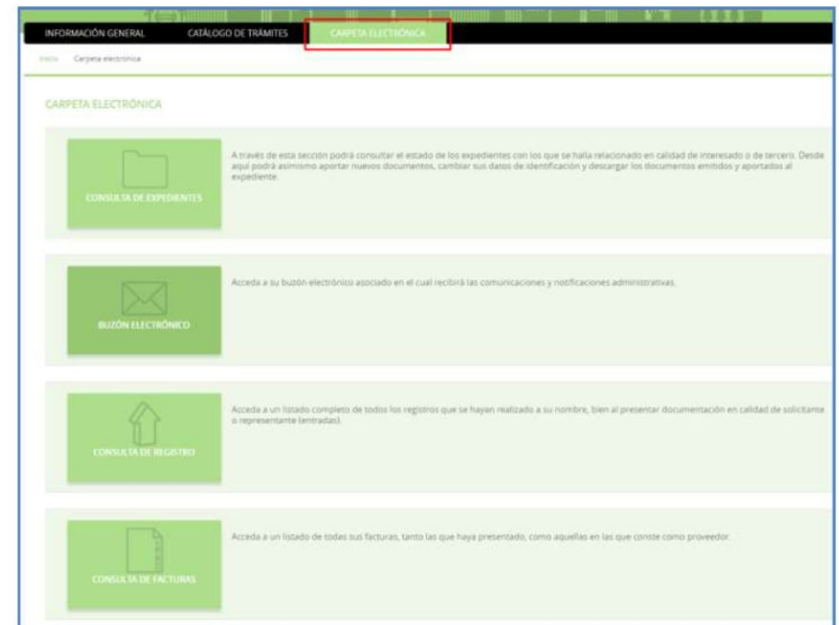 INFORMACIÓN GENERAL CATÁLOGO DE TRÁMITES CARPETA ELECTRÓNICA
Inicio Carpeta electrónica
CARPETA ELECTRÓNICA
CONSULTA DE EXPEDIENTES
A través de esta sección podrá consultar el estado de los expedientes con los que se halla relacionado en calidad de interesado o de tercero. Desde
aquí podrá asimismo aportar nuevos documentos, cambiar sus datos de identificación y descargar los documentos emitidos y aportados al
expediente.
BUZÓN ELECTRÓNICO
Acceda a su buzón electrónico asociado en el cual recibirá las comunicaciones y notificaciones administrativas.
CONSULTA DE REGISTRO
Acceda a un listado completo de todos los registros que se hayan realizado a su nombre, bien al presentar documentación en calidad de solicitante
o representante (entradas).
CONSULTA DE FACTURAS
Acceda a un listado de todas sus facturas, tanto las que haya presentado, como aquellas en las que conste como proveedor.